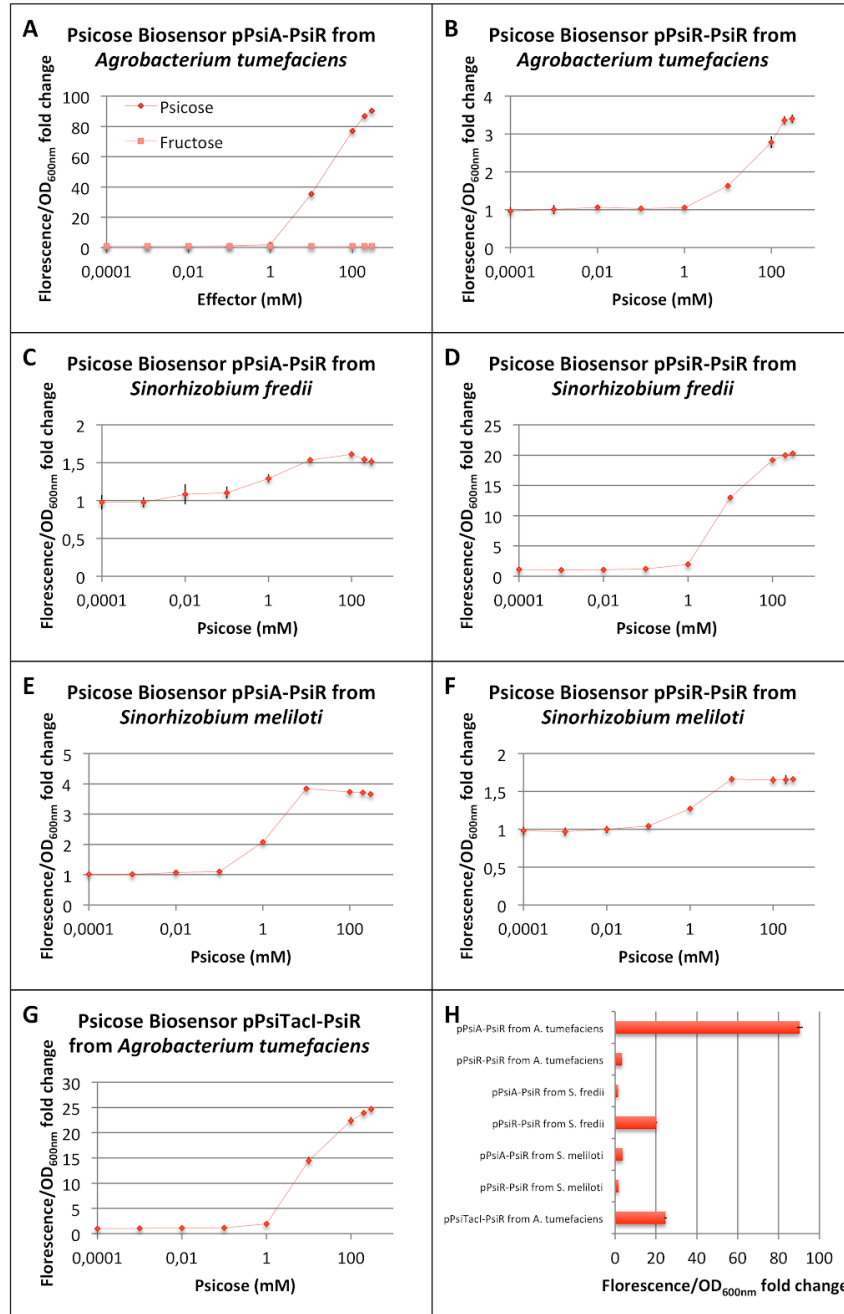 A
Psicose Biosensor pPsiA-PsiR from
Agrobacterium tumefaciens
Florescence/OD600nm fold change
100
80
60
40
20
0
Psicose
Fructose
0,0001
0,01
1
100
Effector (mM)
B
Psicose Biosensor pPsiR-PsiR from
Agrobacterium tumefaciens
Florescence/OD600nm fold change
4
3
2
1
0
0,0001
0,01
1
100
Psicose (mM)
C
Psicose Biosensor pPsiA-PsiR from
Sinorhizobium fredii
Florescence/OD600nm fold change
2
1,5
1
0,5
0
0,0001
0,01
1
100
Psicose (mM)
D
Psicose Biosensor pPsiR-PsiR from
Sinorhizobium fredii
Florescence/OD600nm fold change
25
20
15
10
5
0
0,0001
0,01
1
100
Psicose (mM)
E
Psicose Biosensor pPsiA-PsiR from
Sinorhizobium meliloti
Florescence/OD600nm fold change
5
4
3
2
1
0
0,0001
0,01
1
100
Psicose (mM)
F
Psicose Biosensor pPsiR-PsiR from
Sinorhizobium meliloti
Florescence/OD600nm fold change
2
1,5
1
0,5
0
0,0001
0,01
1
100
Psicose (mM)
G
Psicose Biosensor pPsiTacI-PsiR
from Agrobacterium tumefaciens
Florescence/OD600nm fold change
30
25
20
15
10
5
0
0,0001
0,01
1
100
Psicose (mM)
H
pPsiA-PsiR from A. tumefaciens
pPsiR-PsiR from A. tumefaciens
pPsiA-PsiR from S. fredii
pPsiR-PsiR from S. fredii
pPsiA-PsiR from S. meliloti
pPsiR-PsiR from S. meliloti
pPsiTacI-PsiR from A. tumefaciens
0 20 40 60 80 100
Florescence/OD600nm fold change